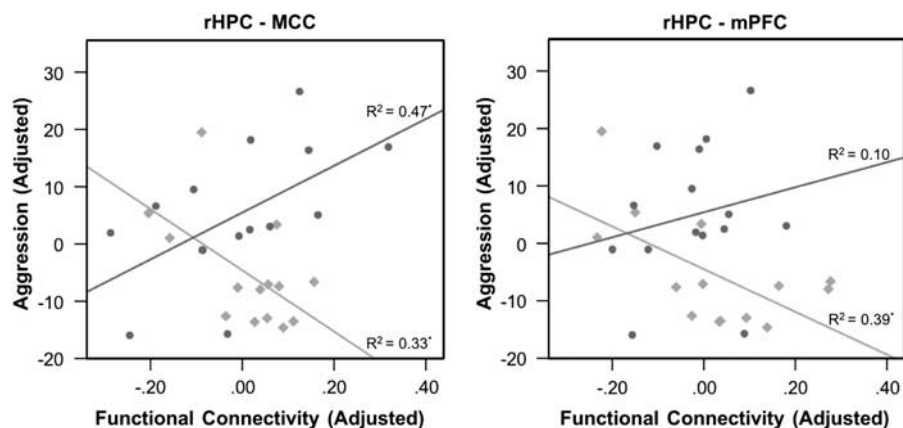 rHPC - MCC
Aggression (Adjusted)
30
20
10
0
-10
-20
R² = 0.47*
R² = 0.33*
-.20
.00
.20
.40
Functional Connectivity (Adjusted)
rHPC - mPFC
Aggression (Adjusted)
30
20
10
0
-10
-20
R² = 0.10
R² = 0.39*
-.20
.00
.20
.40
Functional Connectivity (Adjusted)